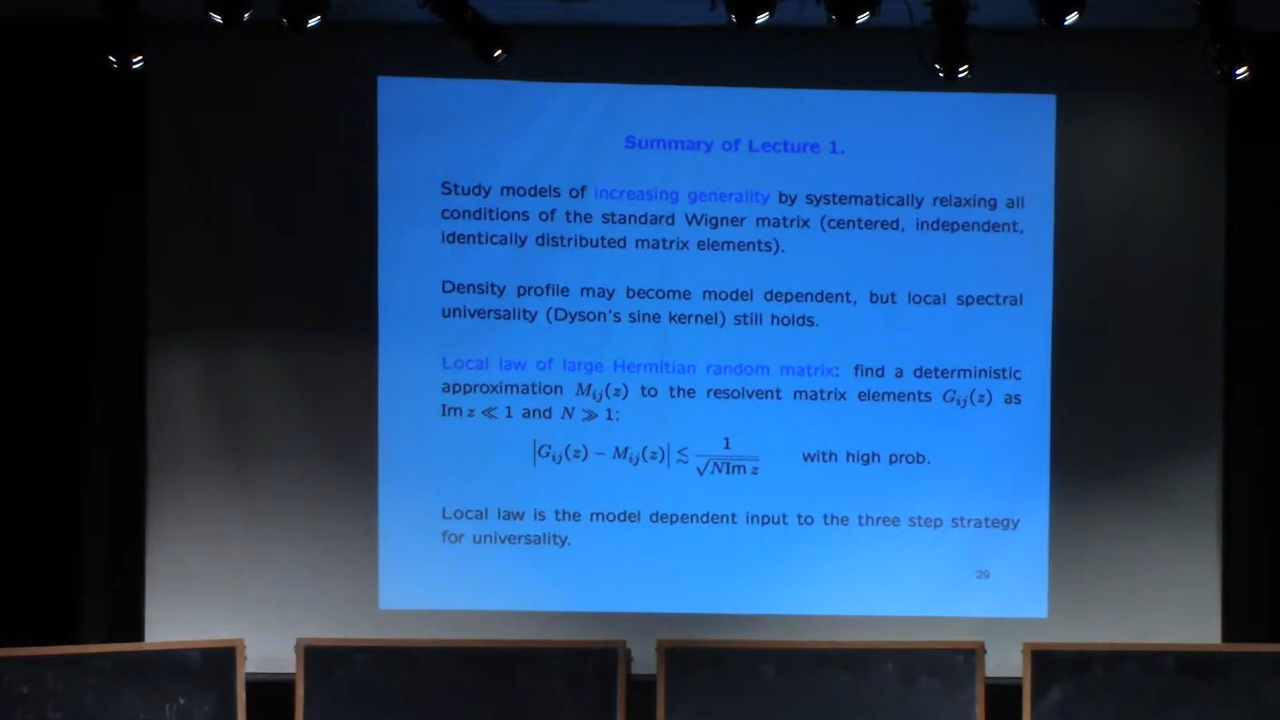 Summary of Lecture 1.
Study models of increasing generality by systematically relaxing all
conditions of the standard Wigner matrix (centered, independent,
identically distributed matrix elements).
Density profile may become model dependent, but local spectral
universality (Dyson's sine kernel) still holds.
Local law of large Hermitian random matrix: find a deterministic
approximation M_{ij}(z) to the resolvent matrix elements G_{ij}(z) as
Im z ≪ 1 and N ≫ 1:
|G_{ij}(z) − M_{ij}(z)| ≲ 1/√(N Im z) with high prob.
Local law is the model dependent input to the three step strategy
for universality.
29